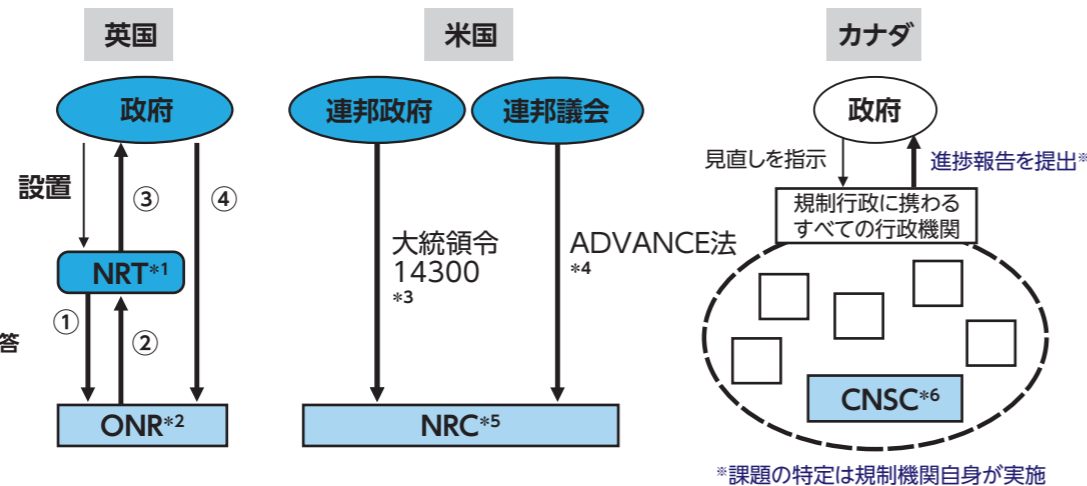 英国
政府
設置
③
④
NRT*1
①
②
答
ONR*2
米国
連邦政府
連邦議会
大統領令
14300
*3
ADVANCE法
*4
NRC*5
カナダ
政府
見直しを指示
進捗報告を提出※
規制行政に携わる
すべての行政機関
CNSC*6
※課題の特定は規制機関自身が実施